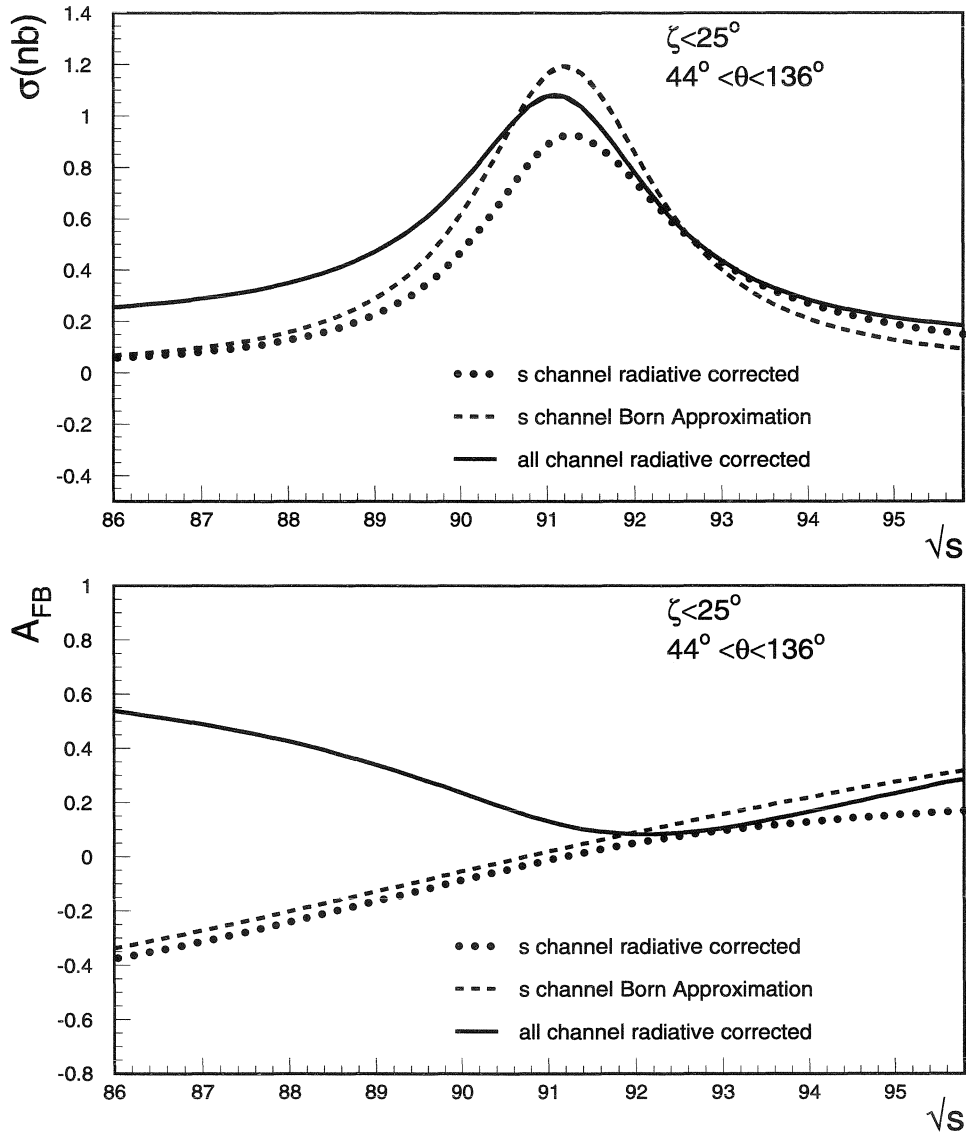 σ(nb)
ζ<25°
44° <θ<136°
1.4
1.2
1
0.8
0.6
0.4
0.2
0
-0.2
-0.4
s channel radiative corrected
s channel Born Approximation
all channel radiative corrected
86 87 88 89 90 91 92 93 94 95
√s
A_FB
ζ<25°
44° <θ<136°
1
0.8
0.6
0.4
0.2
0
-0.2
-0.4
-0.6
-0.8
s channel radiative corrected
s channel Born Approximation
all channel radiative corrected
86 87 88 89 90 91 92 93 94 95
√s